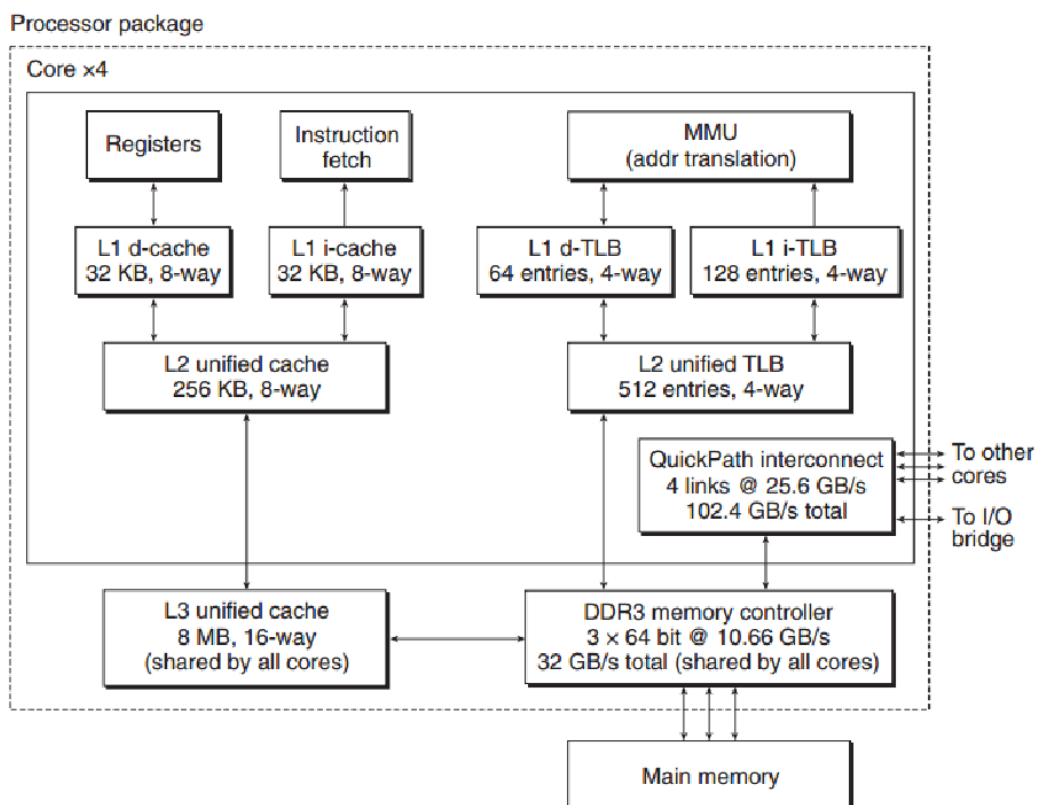 Processor package
Core ×4
Registers
Instruction
fetch
MMU
(addr translation)
L1 d-cache
32 KB, 8-way
L1 i-cache
32 KB, 8-way
L1 d-TLB
64 entries, 4-way
L1 i-TLB
128 entries, 4-way
L2 unified cache
256 KB, 8-way
L2 unified TLB
512 entries, 4-way
QuickPath interconnect
4 links @ 25.6 GB/s
102.4 GB/s total
To other
cores
To I/O
bridge
L3 unified cache
8 MB, 16-way
(shared by all cores)
DDR3 memory controller
3 × 64 bit @ 10.66 GB/s
32 GB/s total (shared by all cores)
Main memory